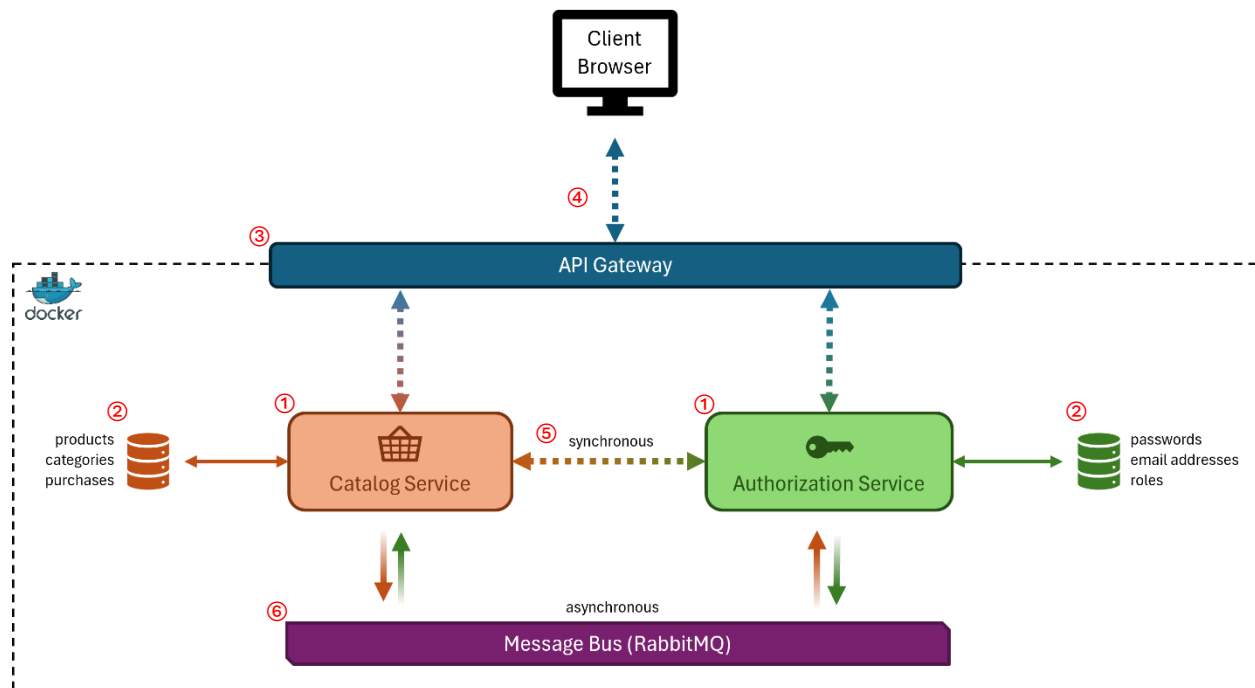 Client
Browser
④
③
API Gateway
docker
②
products
categories
purchases
①
Catalog Service
⑤
synchronous
①
Authorization Service
②
passwords
email addresses
roles
asynchronous
⑥
Message Bus (RabbitMQ)